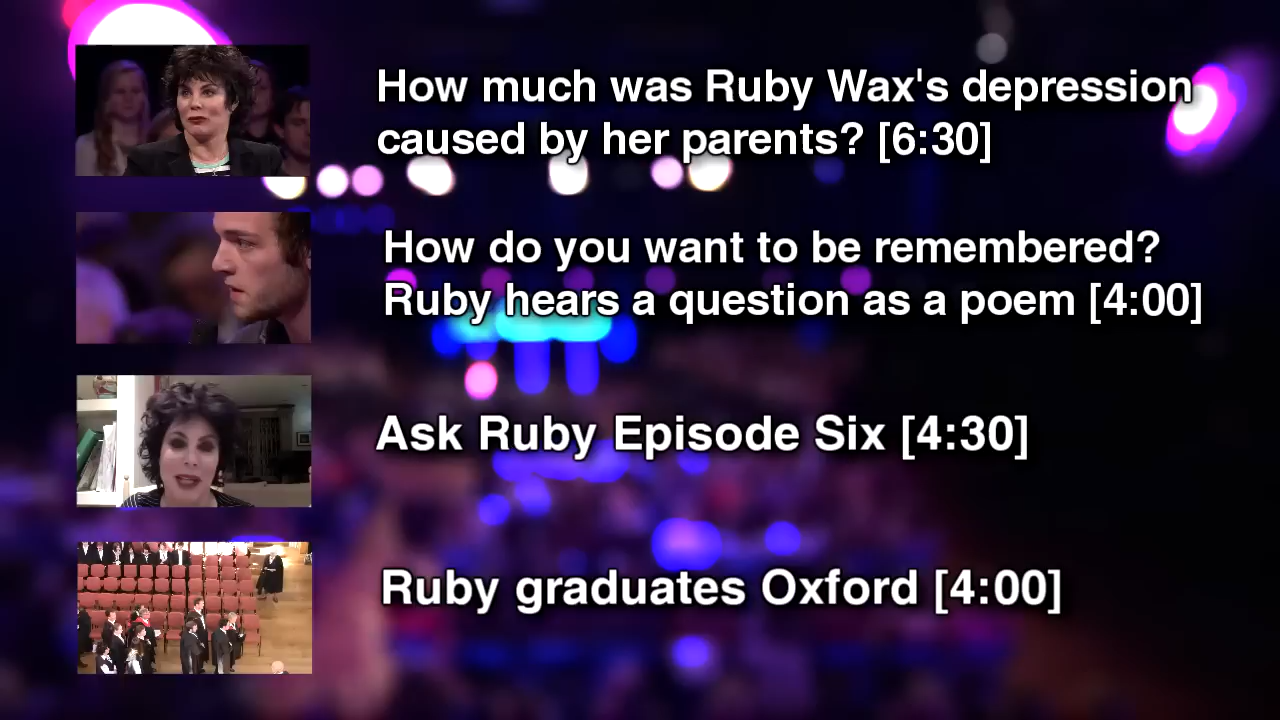 How much was Ruby Wax's depression
caused by her parents? [6:30]
How do you want to be remembered?
Ruby hears a question as a poem [4:00]
Ask Ruby Episode Six [4:30]
Ruby graduates Oxford [4:00]